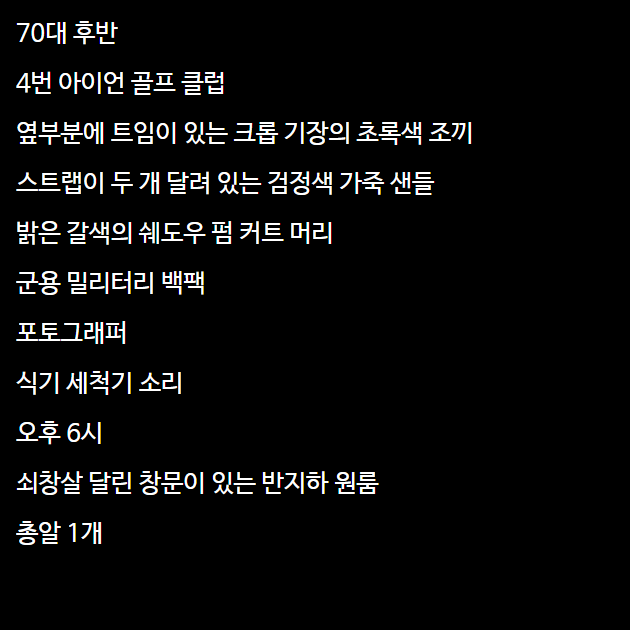 70대 후반
4번 아이언 골프 클럽
옆부분에 트임이 있는 크롭 기장의 초록색 조끼
스트랩이 두 개 달려 있는 검정색 가죽 샌들
밝은 갈색의 쉐도우 펌 커트 머리
군용 밀리터리 백팩
포토그래퍼
식기 세척기 소리
오후 6시
쇠창살 달린 창문이 있는 반지하 원룸
총알 1개